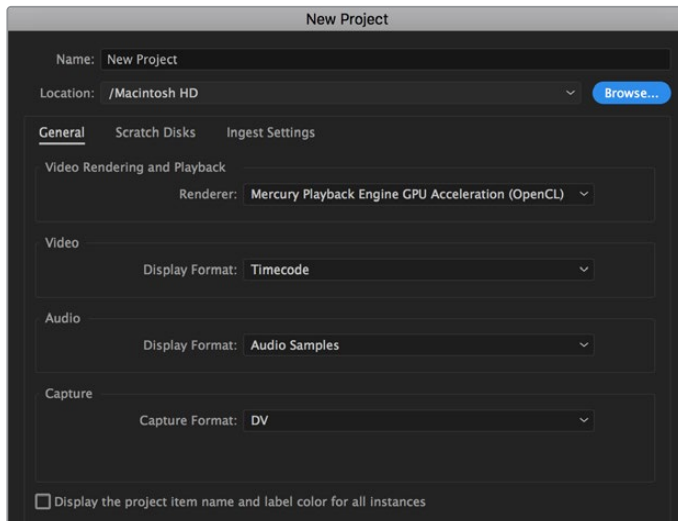 New Project
Name: New Project
Location: /Macintosh HD Browse...
General Scratch Disks Ingest Settings
Video Rendering and Playback
Renderer: Mercury Playback Engine GPU Acceleration (OpenCL)
Video
Display Format: Timecode
Audio
Display Format: Audio Samples
Capture
Capture Format: DV
Display the project item name and label color for all instances